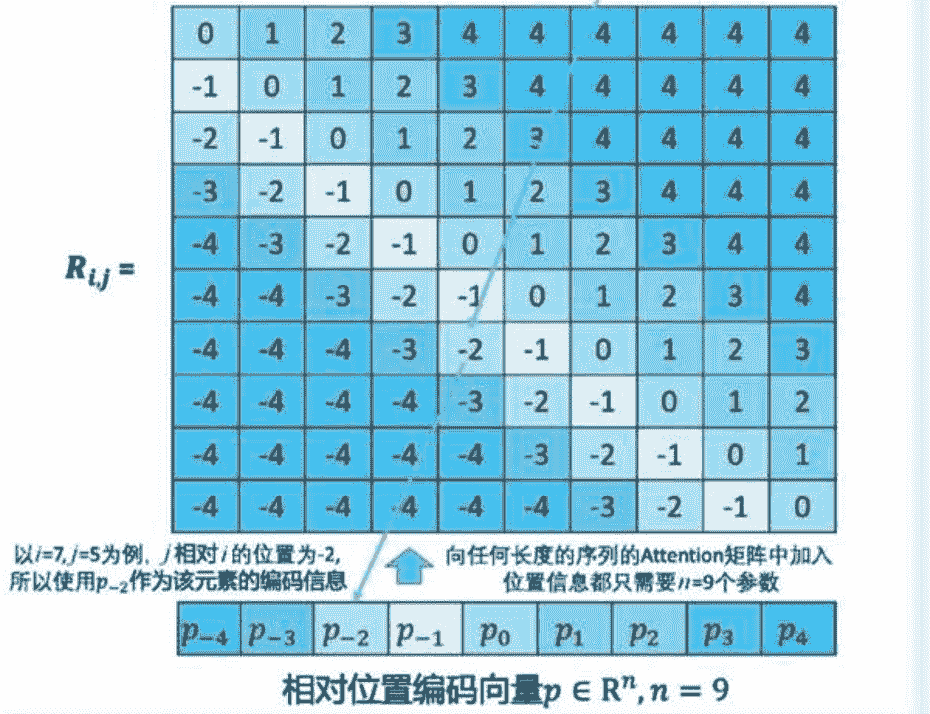 0 1 2 3 4 4 4 4 4 4
-1 0 1 2 3 4 4 4 4 4
-2 -1 0 1 2 3 4 4 4 4
-3 -2 -1 0 1 2 3 4 4 4
-4 -3 -2 -1 0 1 2 3 4 4
R_{i,j} =
-4 -4 -3 -2 -1 0 1 2 3 4
-4 -4 -4 -3 -2 -1 0 1 2 3
-4 -4 -4 -4 -3 -2 -1 0 1 2
-4 -4 -4 -4 -4 -3 -2 -1 0 1
-4 -4 -4 -4 -4 -4 -3 -2 -1 0
以i=7,j=5为例，j相对i的位置为-2,
所以使用p₋₂作为该元素的编码信息
向任何长度的序列的Attention矩阵中加入
位置信息都只需要n=9个参数
p₋₄ p₋₃ p₋₂ p₋₁ p₀ p₁ p₂ p₃ p₄
相对位置编码向量p ∈ Rⁿ, n = 9